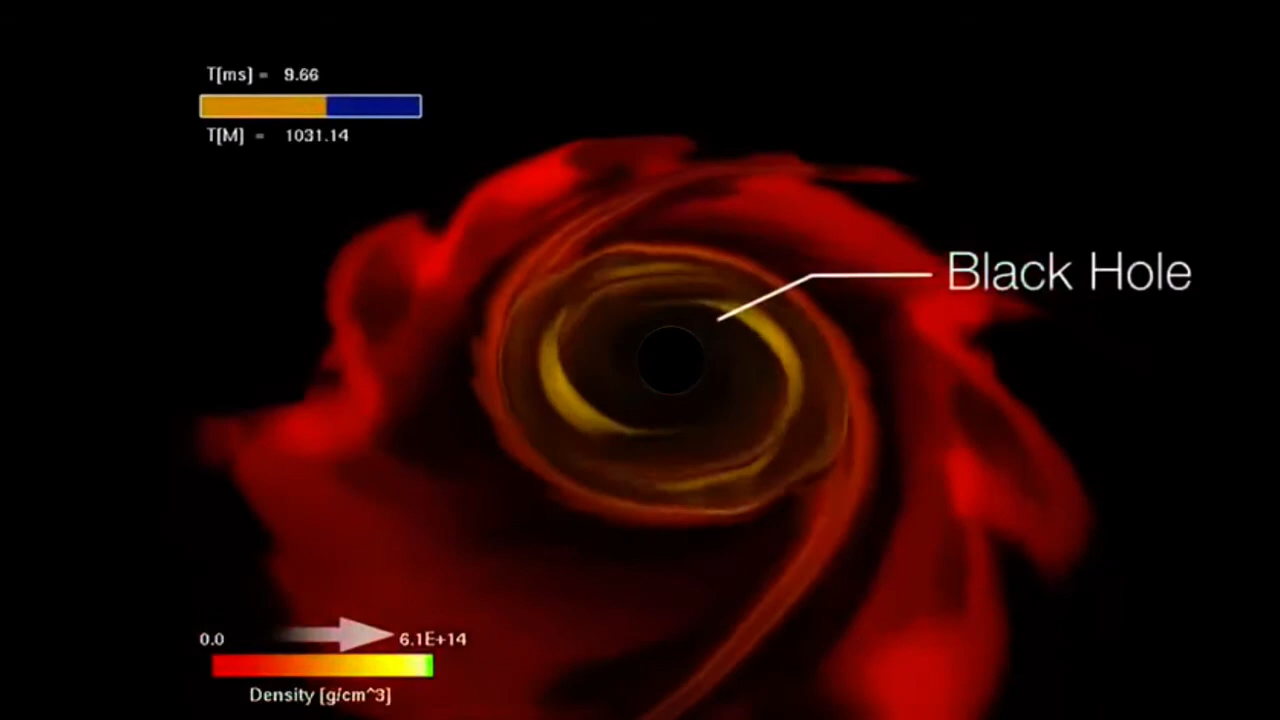 T[ms] = 9.66
T[M] = 1031.14
Black Hole
0.0 6.1E+14
Density [g/cm^3]